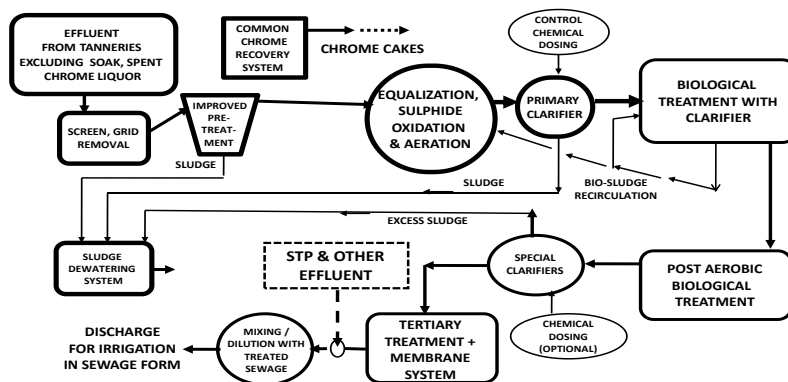 EFFLUENT
FROM TANNERIES
EXCLUDING SOAK, SPENT
CHROME LIQUOR
COMMON
CHROME
RECOVERY
SYSTEM
CHROME CAKES
CONTROL
CHEMICAL
DOSING
SCREEN, GRID
REMOVAL
IMPROVED
PRE-
TREAT-
MENT
EQUALIZATION,
SULPHIDE
OXIDATION
& AERATION
PRIMARY
CLARIFIER
BIOLOGICAL
TREATMENT WITH
CLARIFIER
SLUDGE
SLUDGE
BIO-SLUDGE
RECIRCULATION
EXCESS SLUDGE
SLUDGE
DEWATERING
SYSTEM
STP & OTHER
EFFLUENT
SPECIAL
CLARIFIERS
POST AEROBIC
BIOLOGICAL
TREATMENT
DISCHARGE
FOR IRRIGATION
IN SEWAGE FORM
MIXING /
DILUTION WITH
TREATED
SEWAGE
TERTIARY
TREATMENT +
MEMBRANE
SYSTEM
CHEMICAL
DOSING
(OPTIONAL)